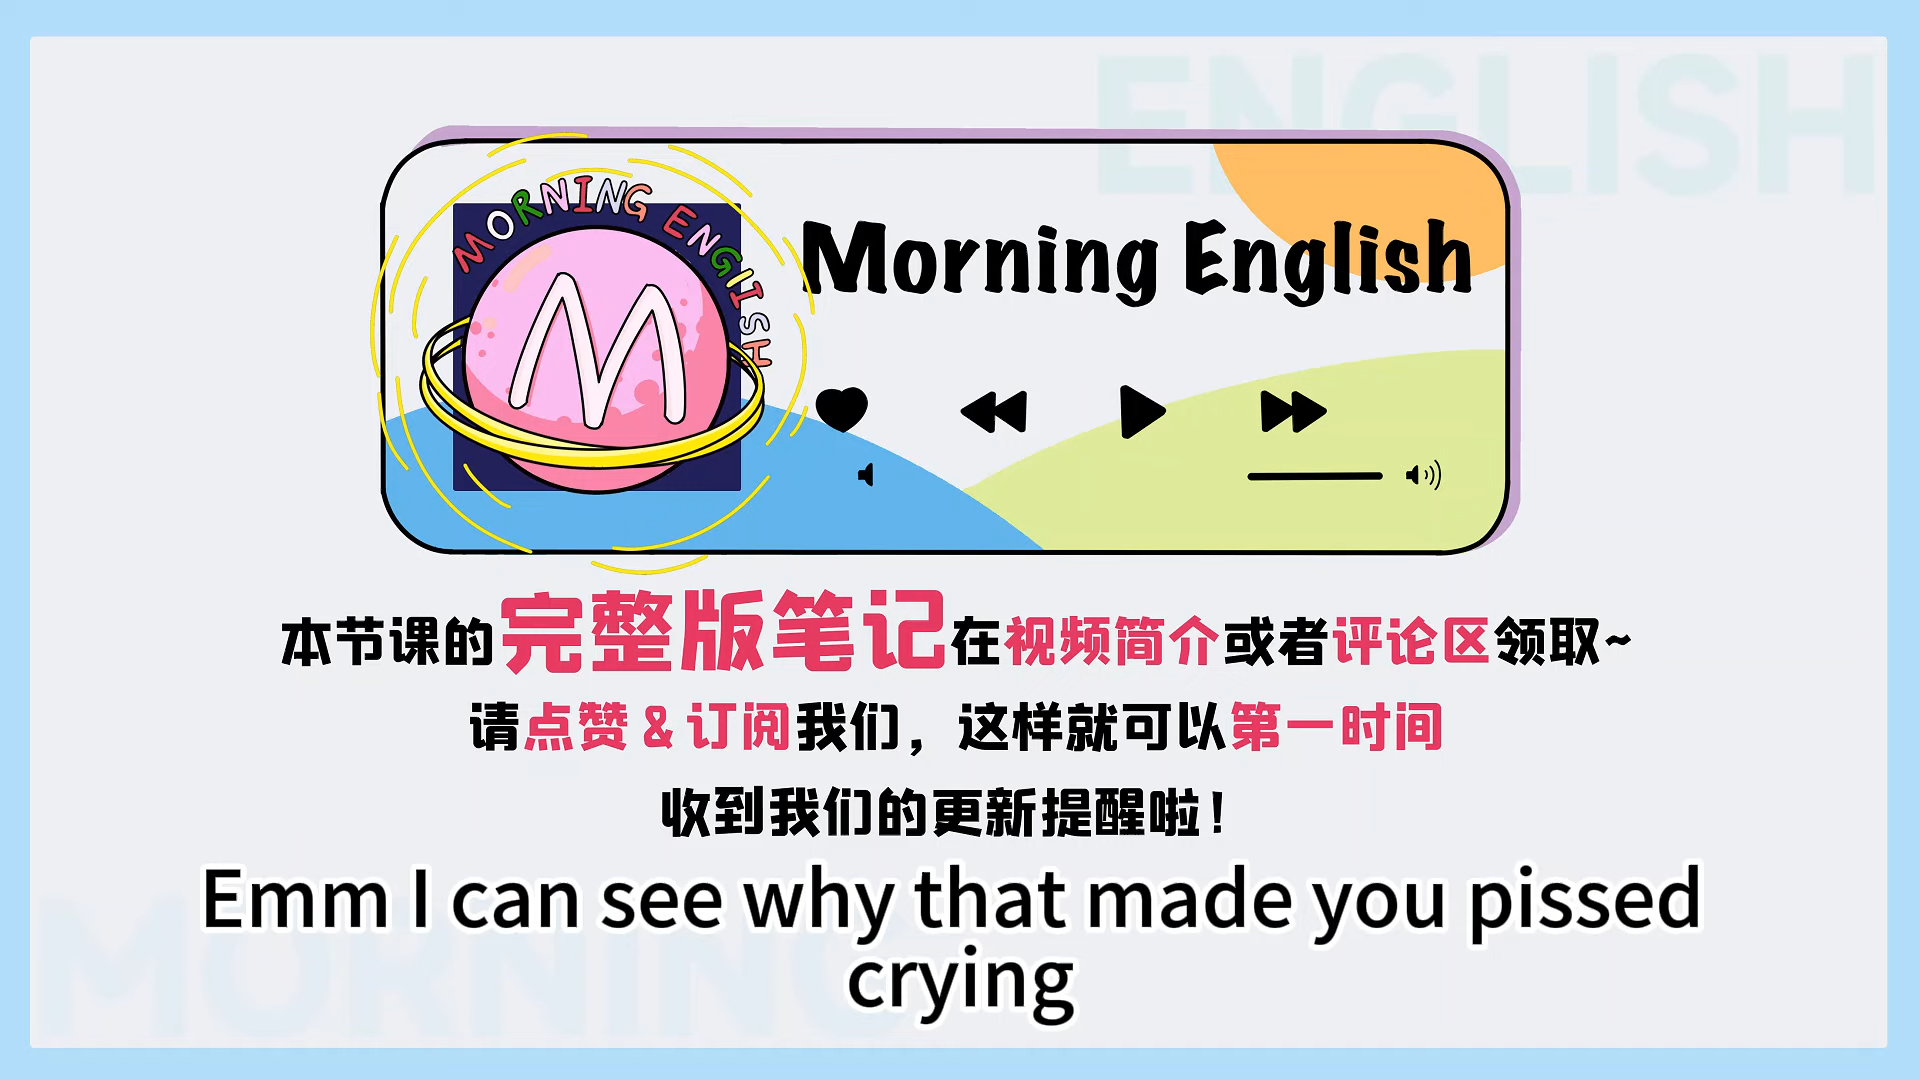 ENGLISH
MORNING ENGLISH
M
Morning English
本节课的完整版笔记在视频简介或者评论区领取~
请点赞&订阅我们，这样就可以第一时间
收到我们的更新提醒啦！
Emm I can see why that made you pissed
crying
MORNING